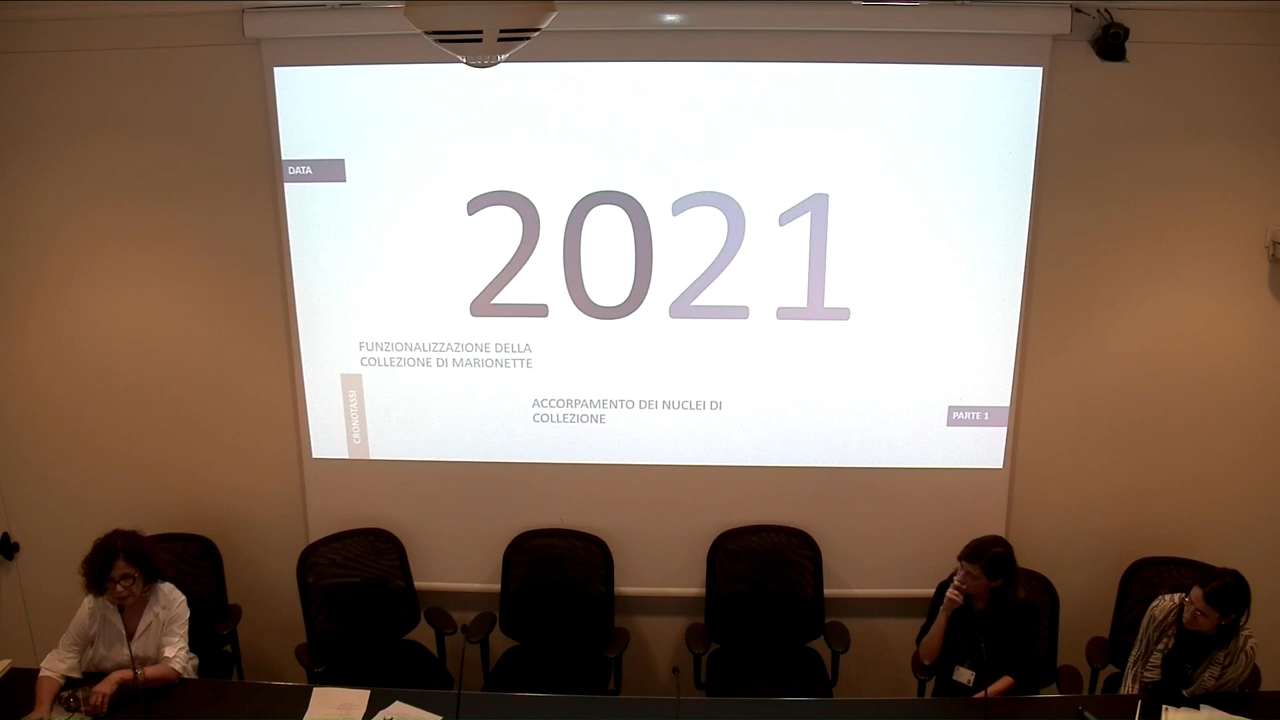 DATA
2021
FUNZIONALIZZAZIONE DELLA
COLLEZIONE DI MARIONETTE
CRONOTASSI
ACCORPAMENTO DEI NUCLEI DI
COLLEZIONE
PARTE 1